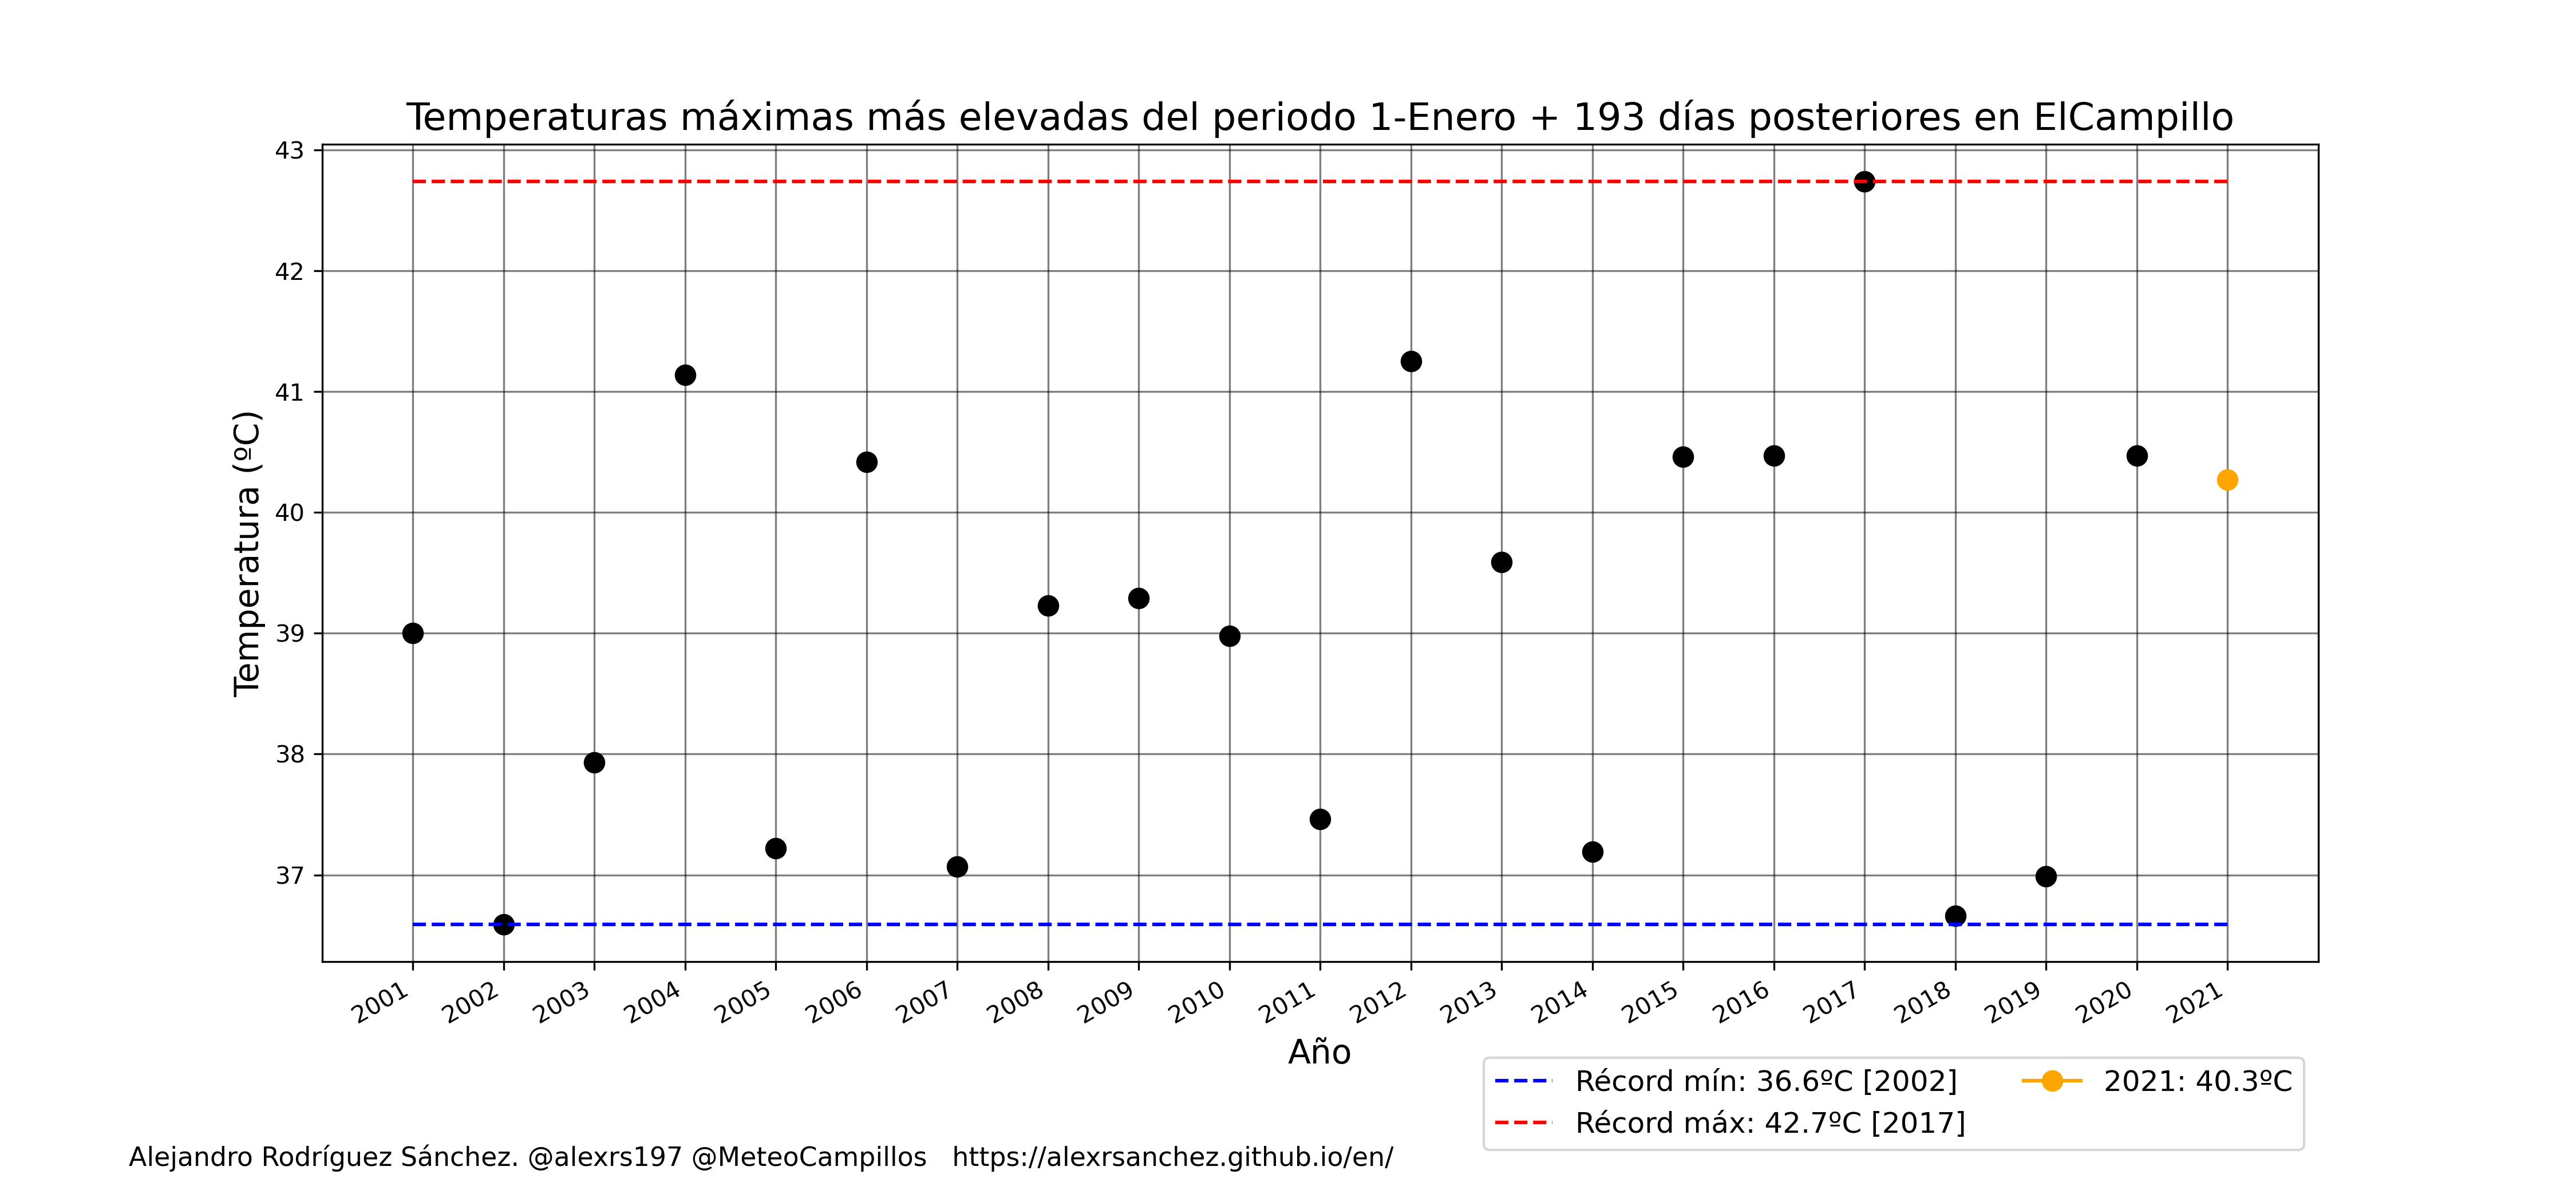 Temperaturas máximas más elevadas del periodo 1-Enero + 193 días posteriores en ElCampillo
Temperatura (ºC)
43
42
41
40
39
38
37
2001 2002 2003 2004 2005 2006 2007 2008 2009 2010 2011 2012 2013 2014 2015 2016 2017 2018 2019 2020 2021
Año
Récord mín: 36.6ºC [2002]
Récord máx: 42.7ºC [2017]
2021: 40.3ºC
Alejandro Rodríguez Sánchez. @alexrs197 @MeteoCampillos https://alexrsanchez.github.io/en/